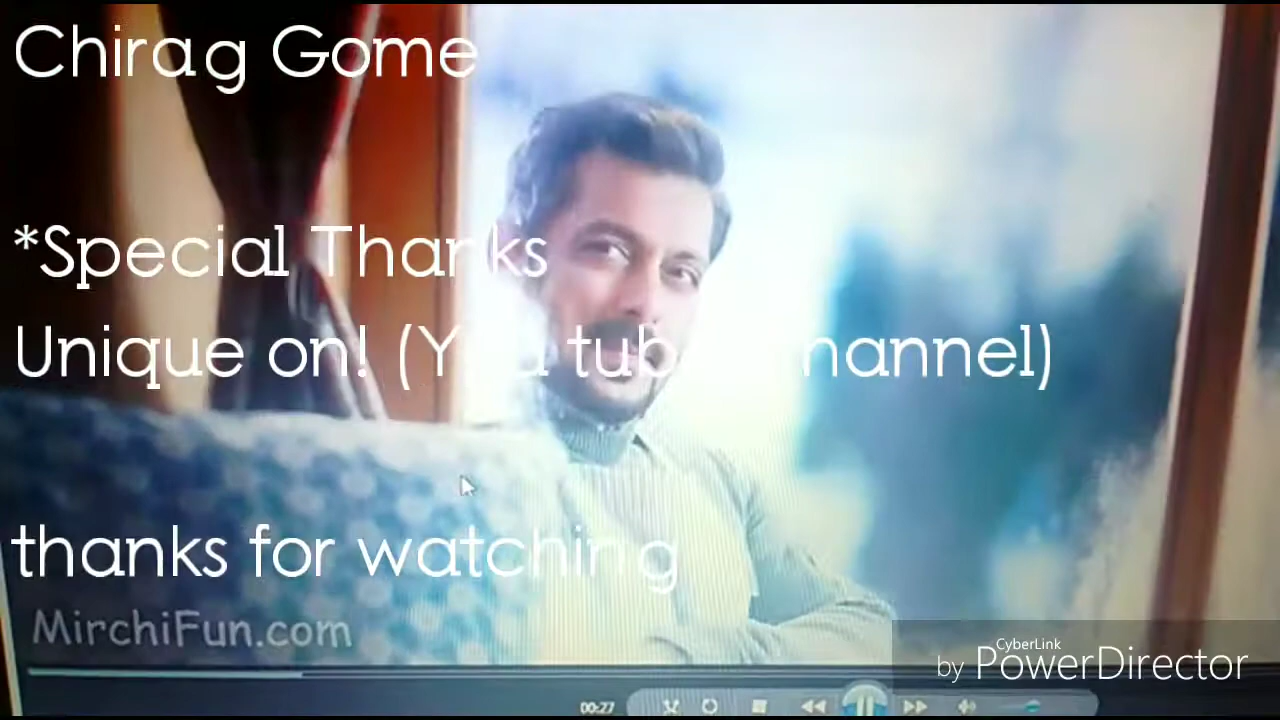 Chirag Gome
*Special Thanks
Unique on! (You tube channel)
thanks for watching
MirchiFun.com
CyberLink
by PowerDirector
00:27